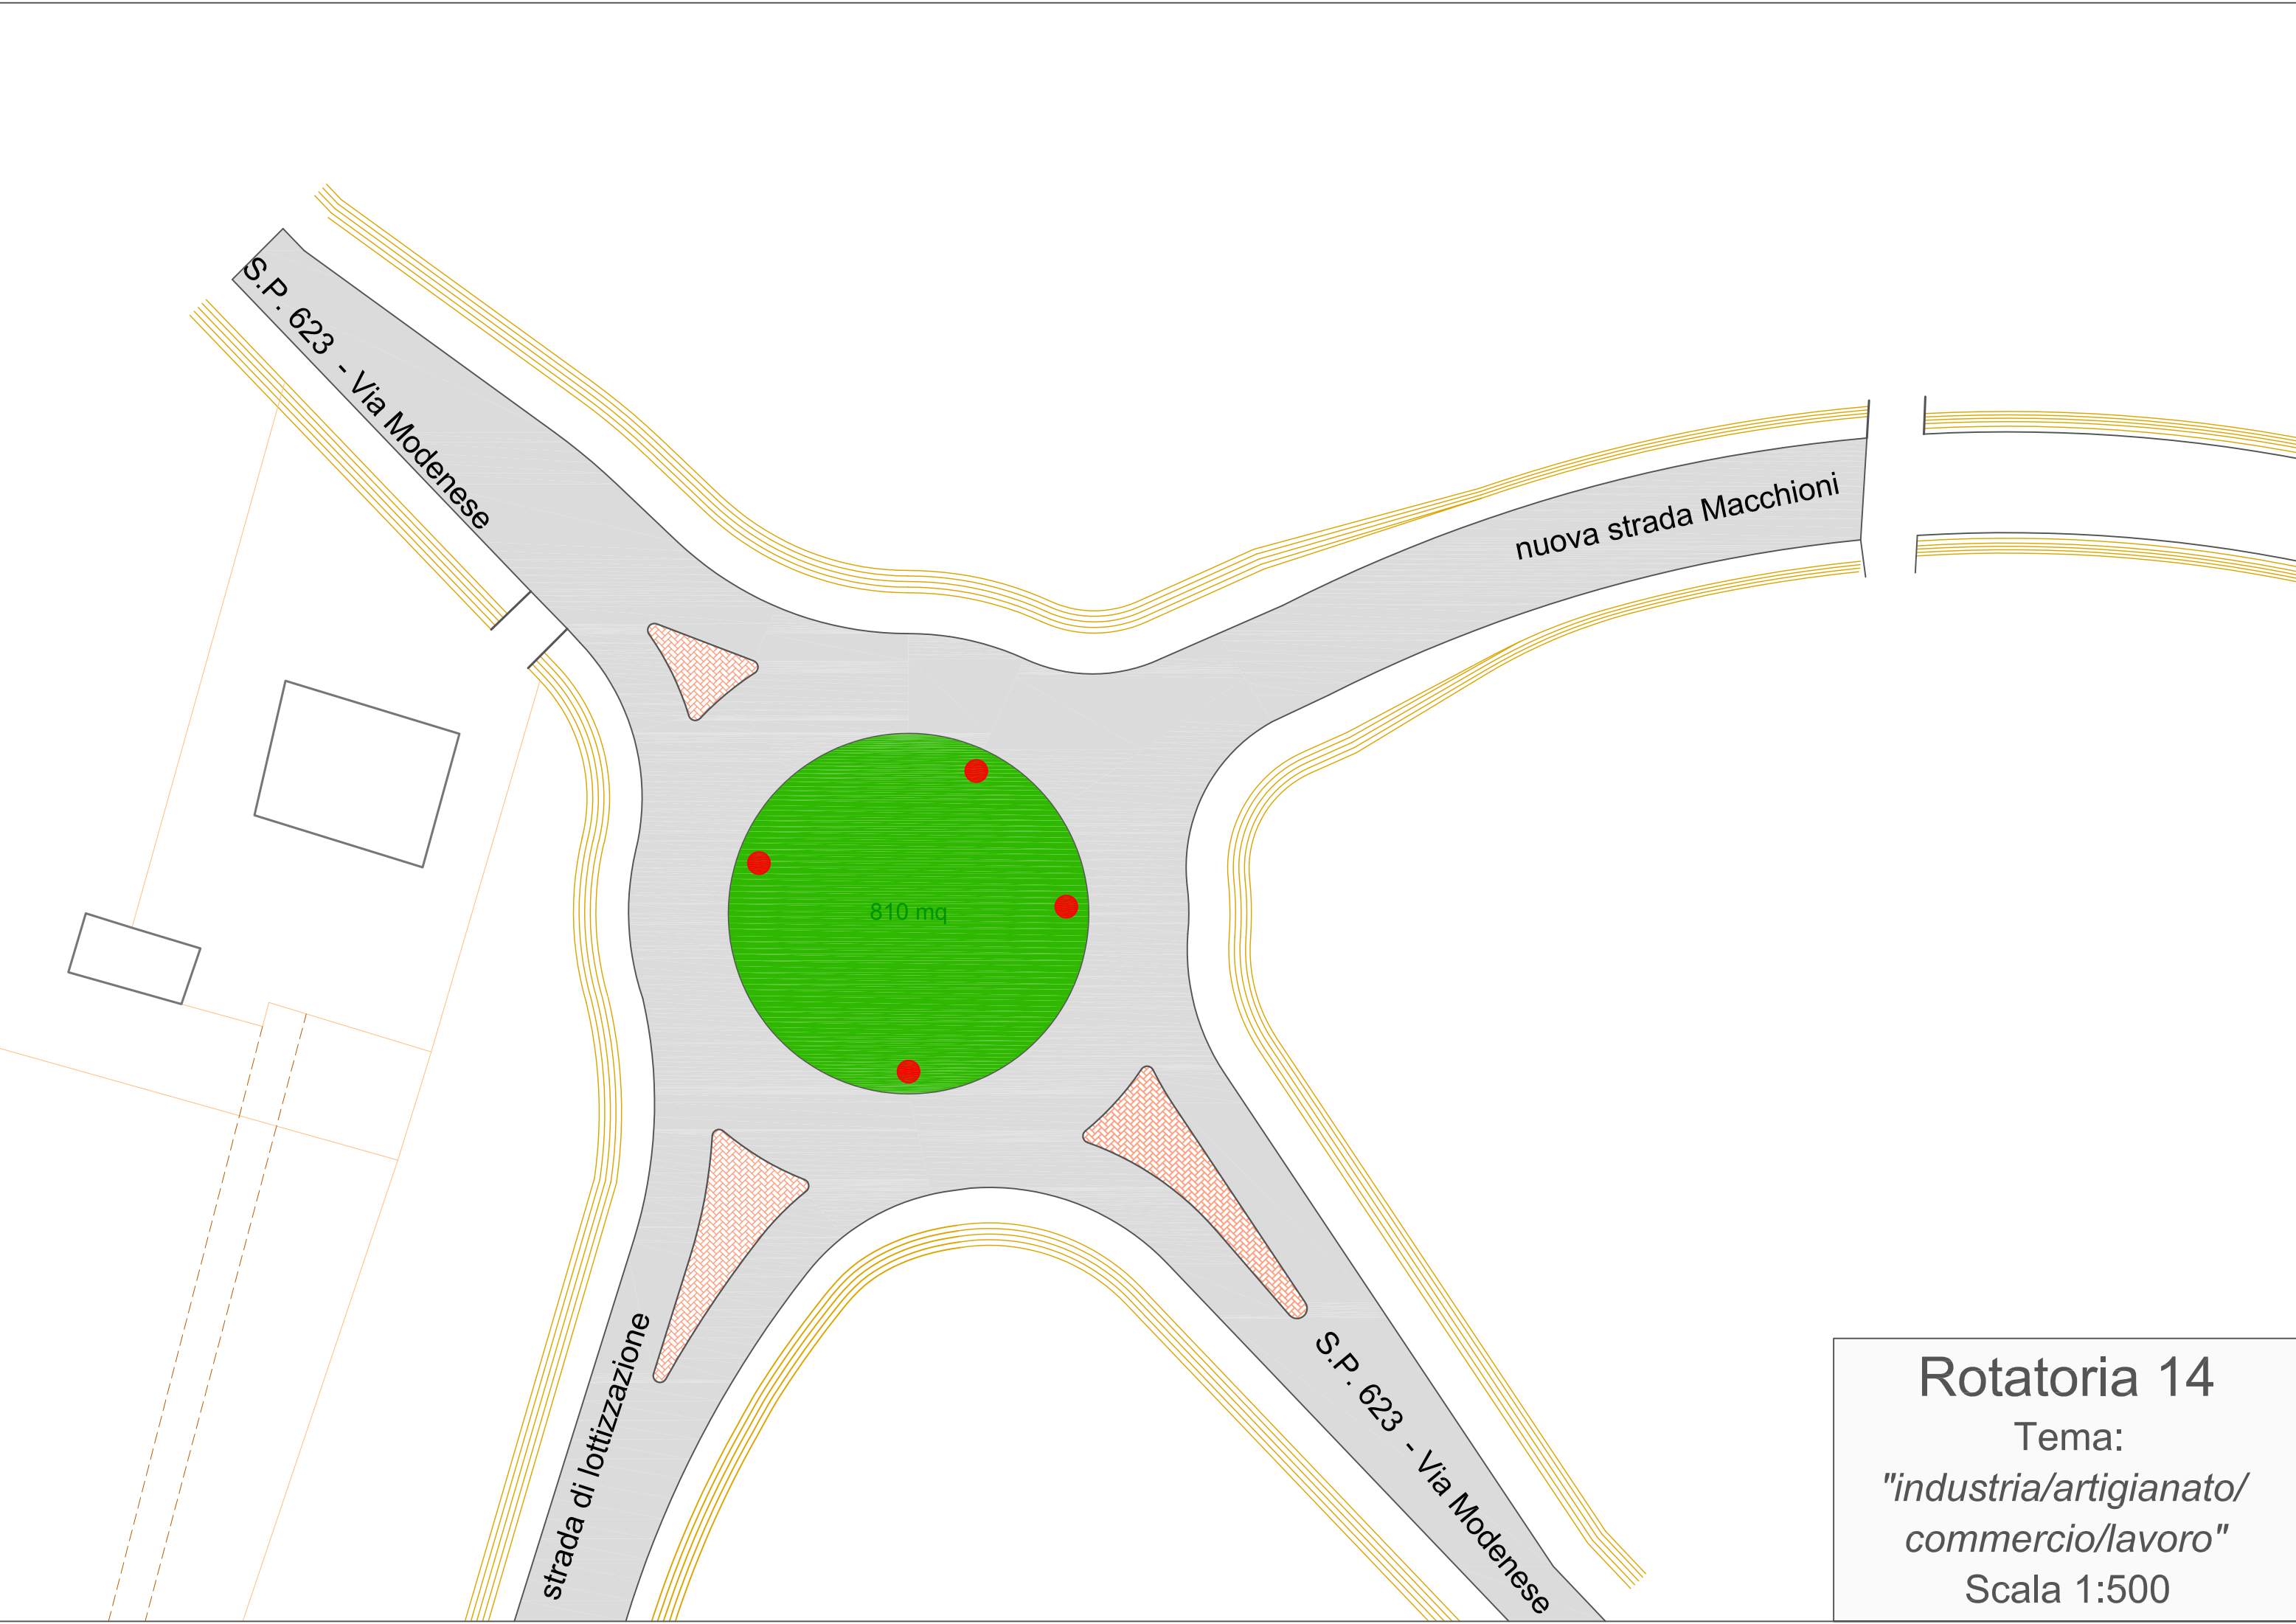 S.P. 623 - Via Modenese
nuova strada Macchioni
810 mq
strada di lottizzazione
S.P. 623 - Via Modenese
Rotatoria 14
Tema:
"industria/artigianato/
commercio/lavoro"
Scala 1:500